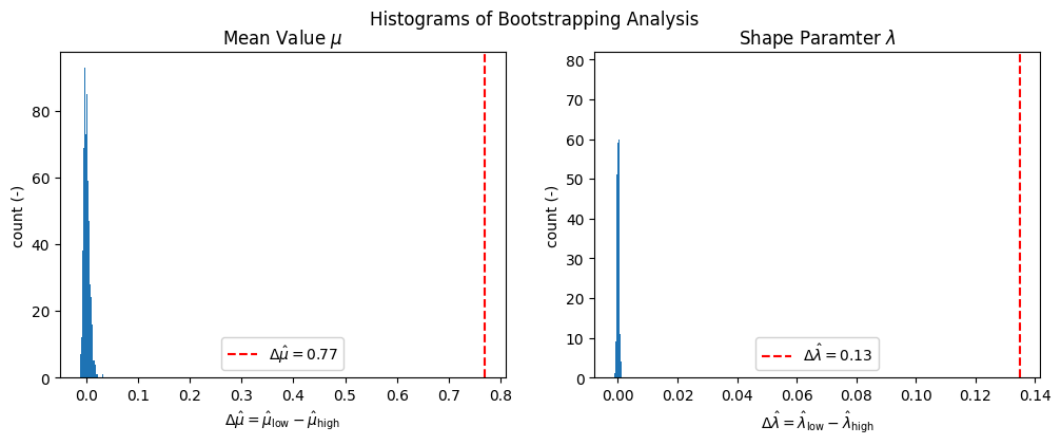 Histograms of Bootstrapping Analysis
Mean Value μ
count (-)
80
60
40
20
0
0.0 0.1 0.2 0.3 0.4 0.5 0.6 0.7 0.8
Δμ̂ = 0.77
Δμ̂ = μ̂low − μ̂high
Shape Paramter λ
count (-)
80
70
60
50
40
30
20
10
0
0.00 0.02 0.04 0.06 0.08 0.10 0.12 0.14
Δλ̂ = 0.13
Δλ̂ = λ̂low − λ̂high